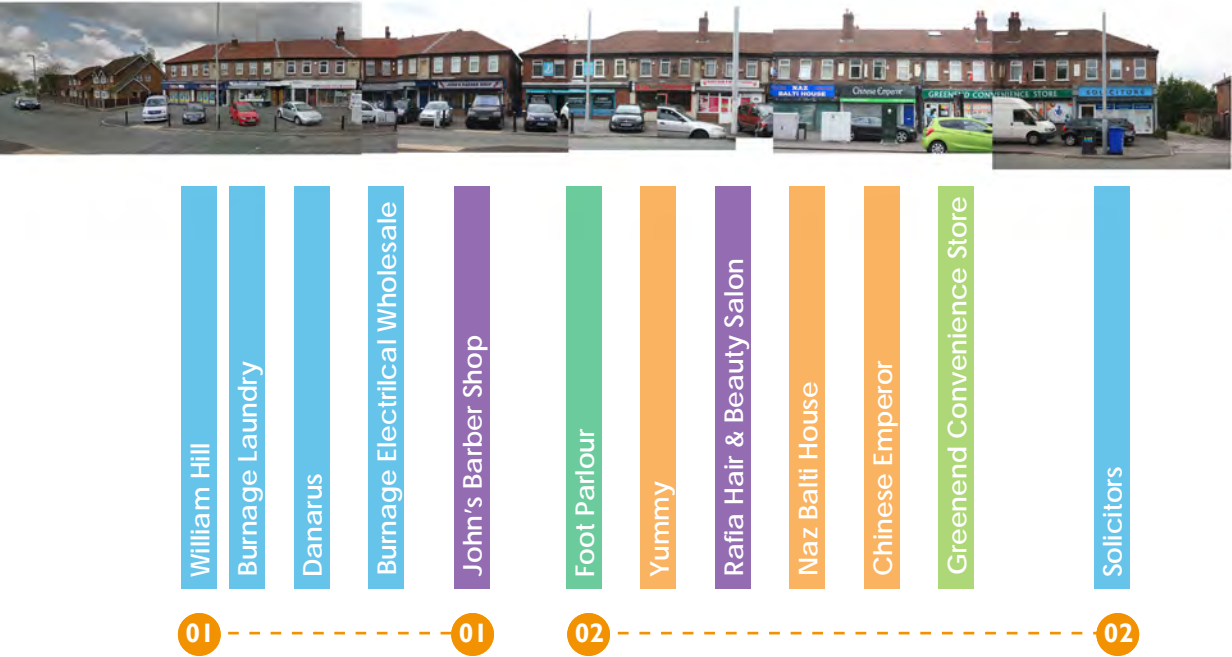 NAZ
BALTI HOUSE
Chinese Emperor
CONVENIENCE STORE
SOLICITORS
William Hill
Burnage Laundry
Danarus
Burnage Electrilcal Wholesale
John's Barber Shop
Foot Parlour
Yummy
Rafia Hair & Beauty Salon
Naz Balti House
Chinese Emperor
Greenend Convenience Store
Solicitors
01
01
02
02